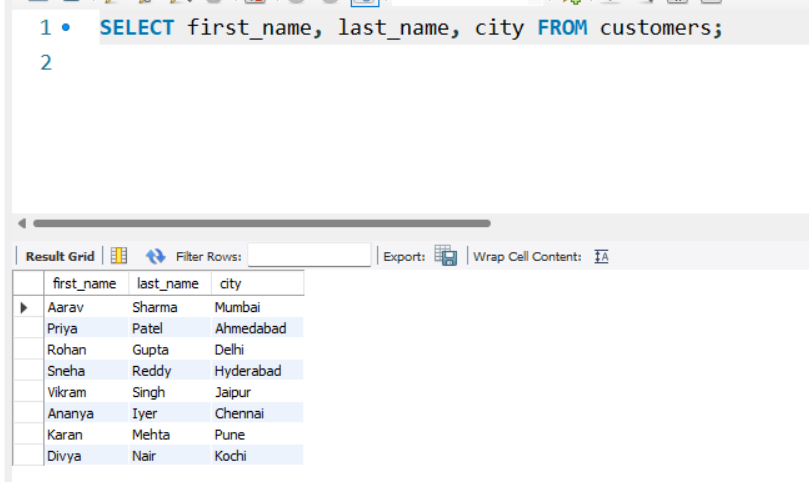 1 SELECT first_name, last_name, city FROM customers;
2
Result Grid Filter Rows: Export: Wrap Cell Content: IA
first_name last_name city
Aarav Sharma Mumbai
Priya Patel Ahmedabad
Rohan Gupta Delhi
Sneha Reddy Hyderabad
Vikram Singh Jaipur
Ananya Iyer Chennai
Karan Mehta Pune
Divya Nair Kochi